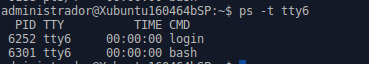 administrador@Xubuntu160464bSP:~$ ps -t tty6
PID TTY TIME CMD
6252 tty6 00:00:00 login
6301 tty6 00:00:00 bash